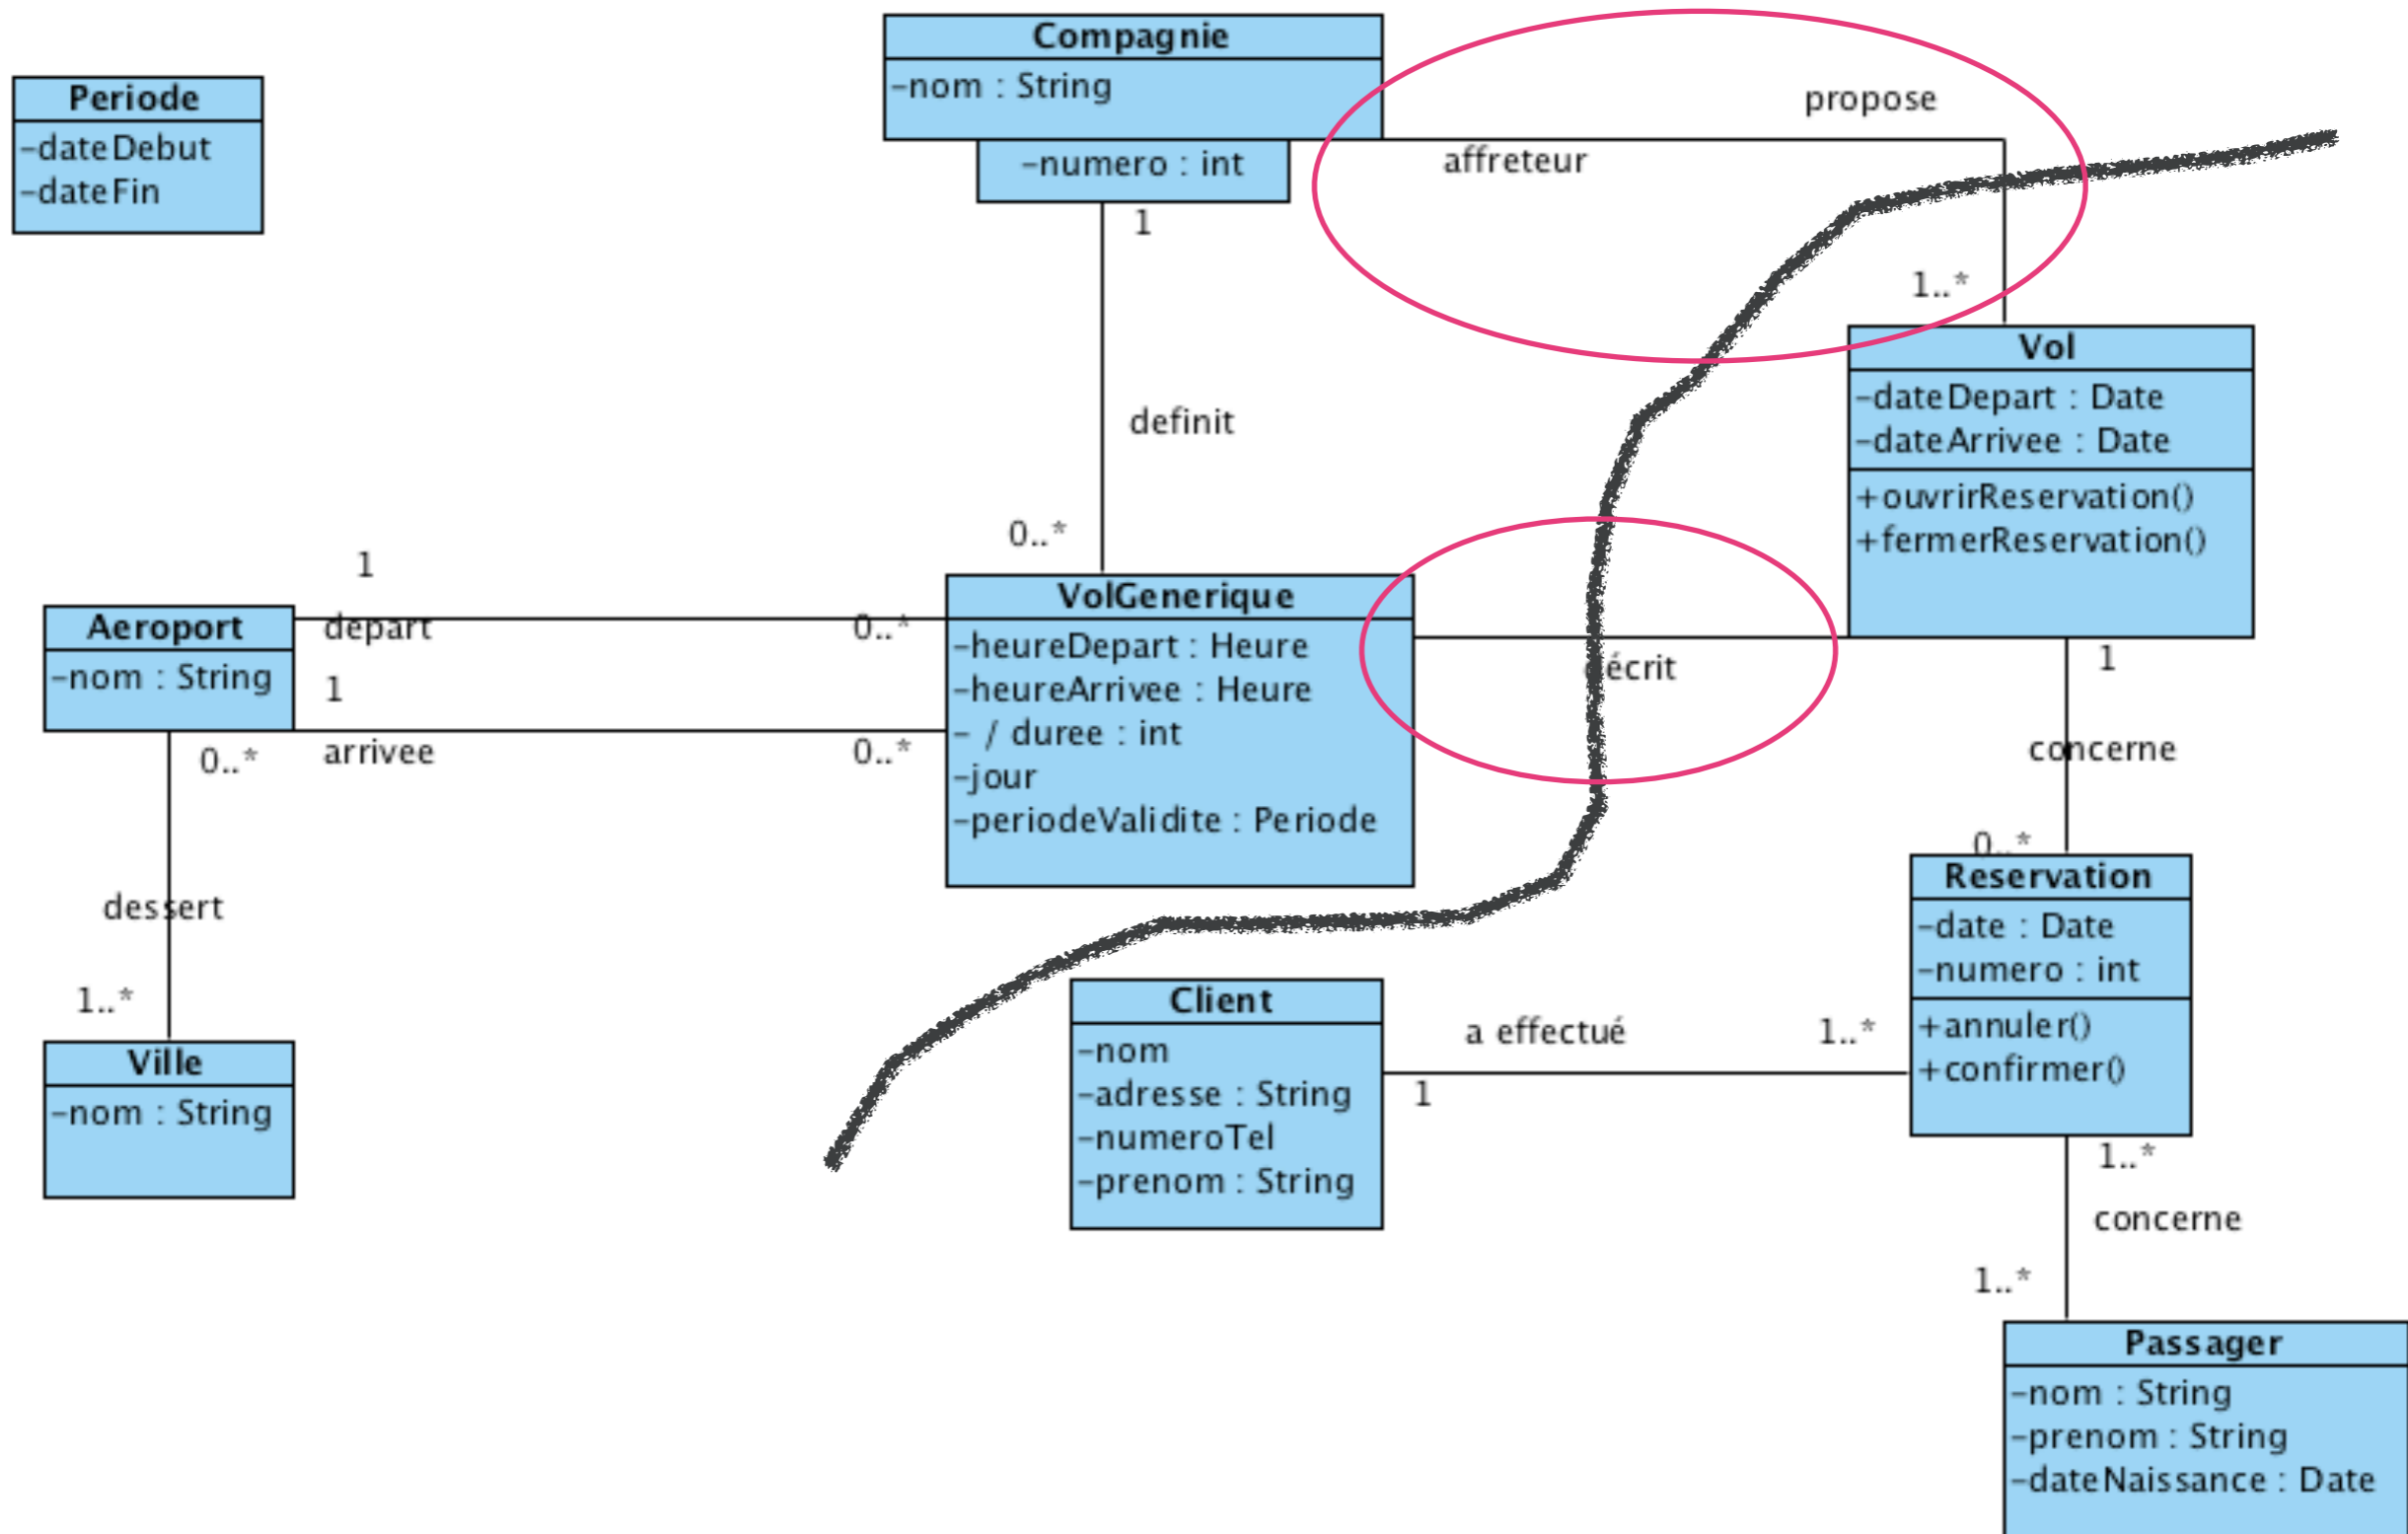 Compagnie
-nom : String
-numero : int
Periode
-dateDebut
-dateFin
propose
affreteur
1
1..*
definit
0..*
Vol
-dateDepart : Date
-dateArrivee : Date
+ouvrirReservation()
+fermerReservation()
VolGenerique
-heureDepart : Heure
-heureArrivee : Heure
- / duree : int
-jour
-periodeValidite : Periode
1
depart
0..*
1
arrivee
0..*
Aeroport
-nom : String
0..*
dessert
1..*
Ville
-nom : String
décrit
1
concerne
0..*
Reservation
-date : Date
-numero : int
+annuler()
+confirmer()
Client
-nom
-adresse : String
-numeroTel
-prenom : String
a effectué
1
1..*
1..*
concerne
1..*
Passager
-nom : String
-prenom : String
-dateNaissance : Date